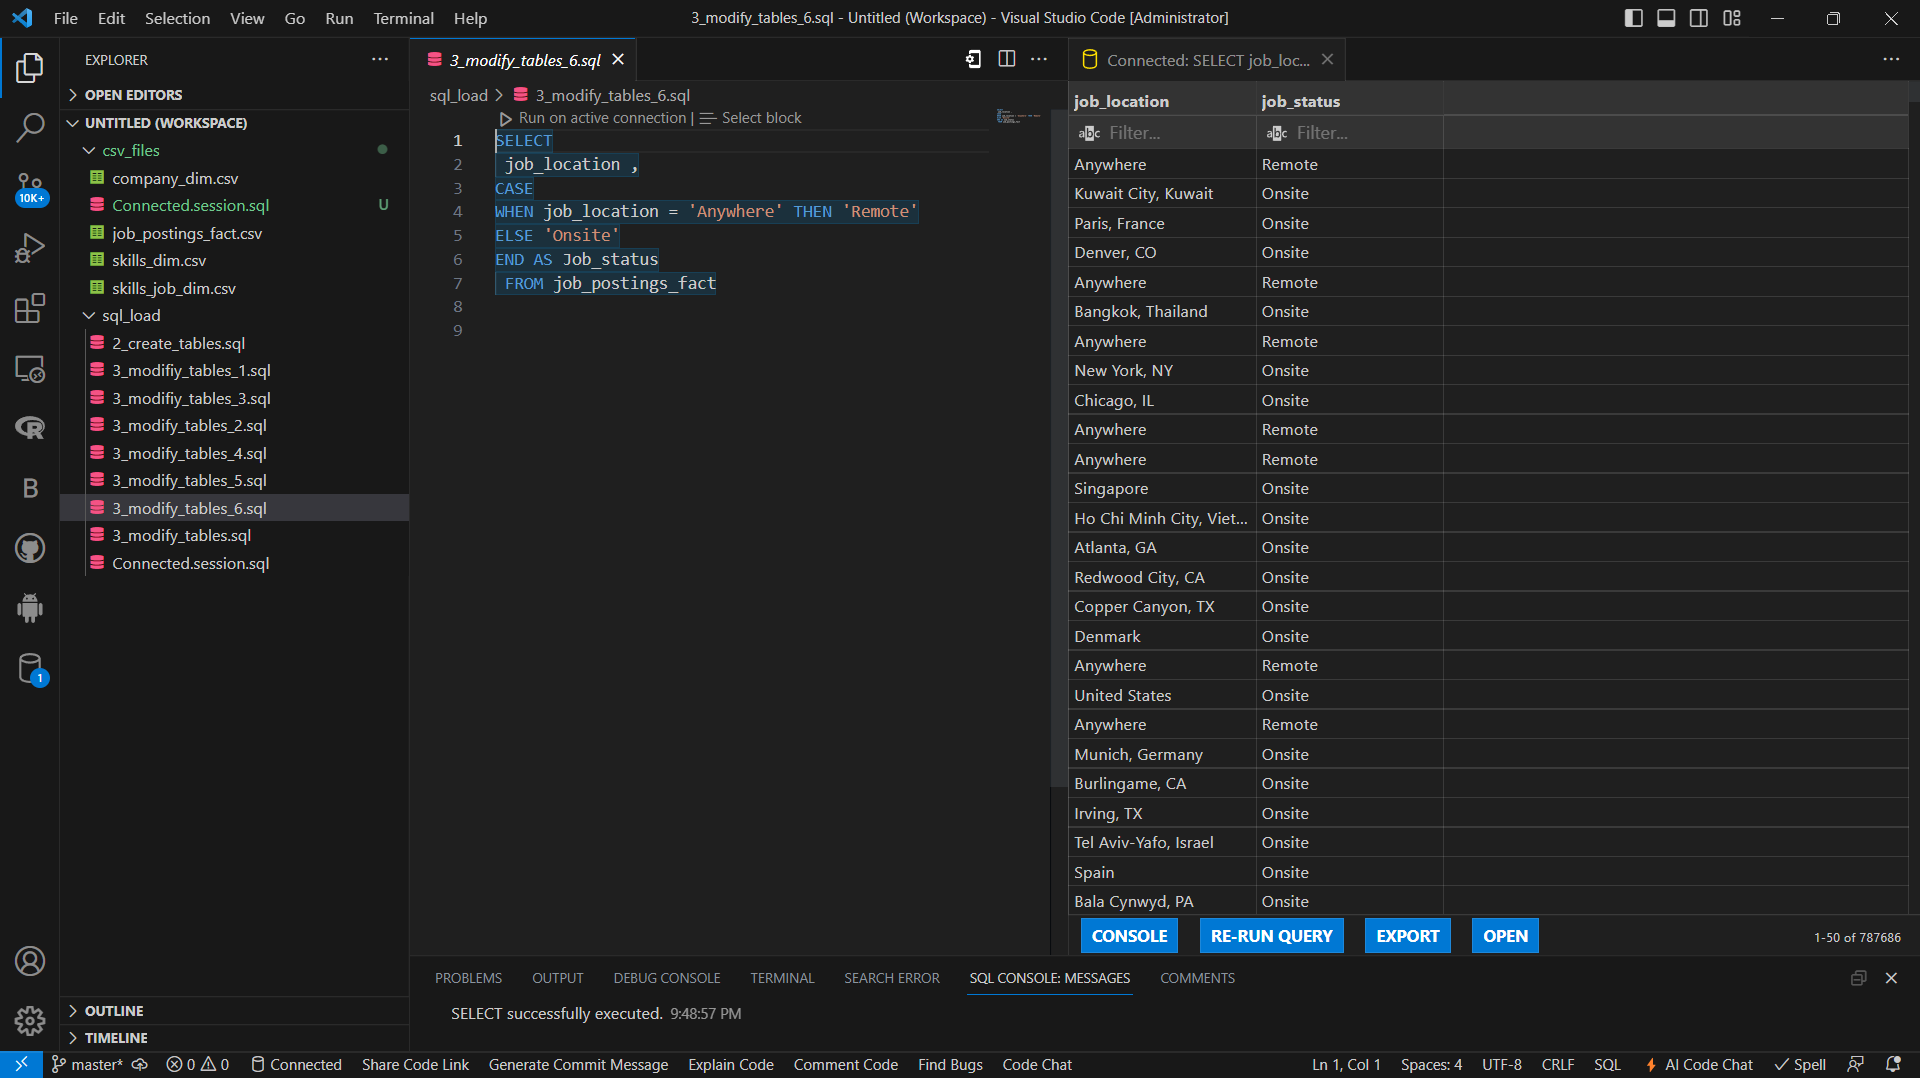 File Edit Selection View Go Run Terminal Help
3_modify_tables_6.sql - Untitled (Workspace) - Visual Studio Code [Administrator]
EXPLORER
OPEN EDITORS
UNTITLED (WORKSPACE)
csv_files
company_dim.csv
Connected.session.sql U
job_postings_fact.csv
skills_dim.csv
skills_job_dim.csv
sql_load
2_create_tables.sql
3_modifiy_tables_1.sql
3_modifiy_tables_3.sql
3_modify_tables_2.sql
3_modify_tables_4.sql
3_modify_tables_5.sql
3_modify_tables_6.sql
3_modify_tables.sql
Connected.session.sql
OUTLINE
TIMELINE
10K+
B
1
3_modify_tables_6.sql
sql_load > 3_modify_tables_6.sql
Run on active connection | Select block
1 SELECT
2 job_location ,
3 CASE
4 WHEN job_location = 'Anywhere' THEN 'Remote'
5 ELSE 'Onsite'
6 END AS Job_status
7 FROM job_postings_fact
8
9
Connected: SELECT job_loc...
job_location job_status
abc Filter... abc Filter...
Anywhere Remote
Kuwait City, Kuwait Onsite
Paris, France Onsite
Denver, CO Onsite
Anywhere Remote
Bangkok, Thailand Onsite
Anywhere Remote
New York, NY Onsite
Chicago, IL Onsite
Anywhere Remote
Anywhere Remote
Singapore Onsite
Ho Chi Minh City, Viet... Onsite
Atlanta, GA Onsite
Redwood City, CA Onsite
Copper Canyon, TX Onsite
Denmark Onsite
Anywhere Remote
United States Onsite
Anywhere Remote
Munich, Germany Onsite
Burlingame, CA Onsite
Irving, TX Onsite
Tel Aviv-Yafo, Israel Onsite
Spain Onsite
Bala Cynwyd, PA Onsite
CONSOLE RE-RUN QUERY EXPORT OPEN 1-50 of 787686
PROBLEMS OUTPUT DEBUG CONSOLE TERMINAL SEARCH ERROR SQL CONSOLE: MESSAGES COMMENTS
SELECT successfully executed. 9:48:57 PM
master* 0 0 Connected Share Code Link Generate Commit Message Explain Code Comment Code Find Bugs Code Chat Ln 1, Col 1 Spaces: 4 UTF-8 CRLF SQL AI Code Chat Spell